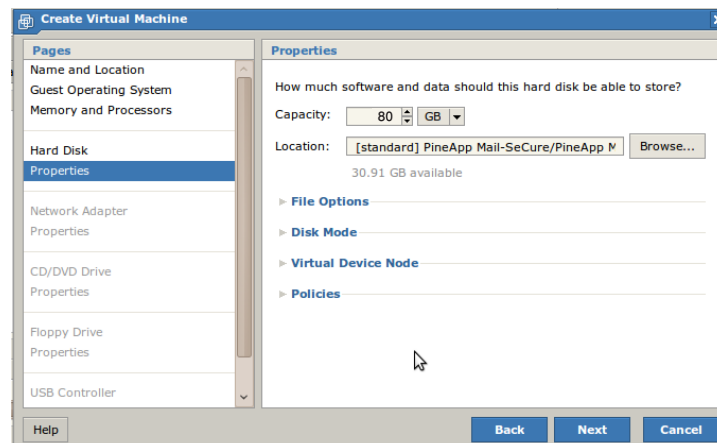 Create Virtual Machine
Pages
Name and Location
Guest Operating System
Memory and Processors
Hard Disk
Properties
Network Adapter
Properties
CD/DVD Drive
Properties
Floppy Drive
Properties
USB Controller
Properties
How much software and data should this hard disk be able to store?
Capacity: 80 GB
Location: [standard] PineApp Mail-SeCure/PineApp M Browse...
30.91 GB available
File Options
Disk Mode
Virtual Device Node
Policies
Help Back Next Cancel